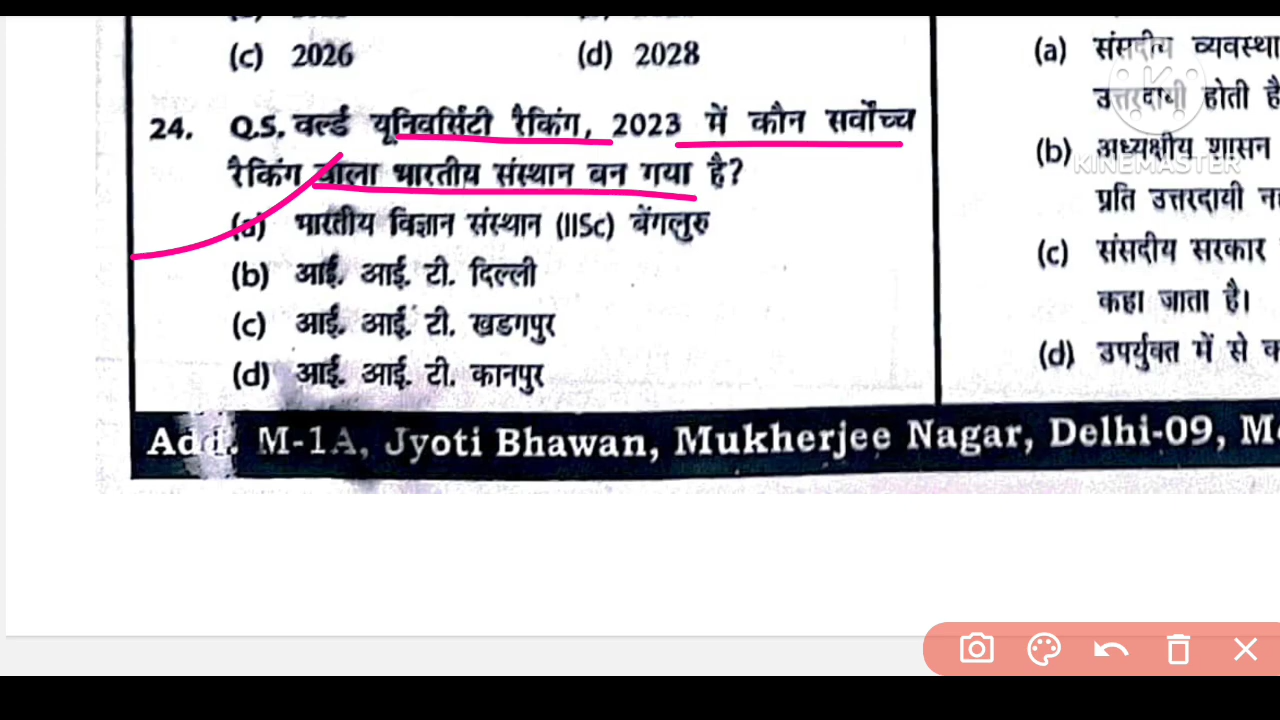 (c) 2026 (d) 2028
24. Q.S. वर्ल्ड यूनिवर्सिटी रैकिंग, 2023 में कौन सर्वोच्च
रैकिंग वाला भारतीय संस्थान बन गया है?
(a) भारतीय विज्ञान संस्थान (IISc) बेंगलुरु
(b) आई. आई. टी. दिल्ली
(c) आई. आई. टी. खडगपुर
(d) आई. आई. टी. कानपुर
(a) संसदीय व्यवस्था
उत्तरदायी होती है
(b) अध्यक्षीय शासन
प्रति उत्तरदायी
(c) संसदीय सरकार
कहा जाता है।
(d) उपर्युक्त में से
KINEMASTER
Add. M-1A, Jyoti Bhawan, Mukherjee Nagar, Delhi-09,